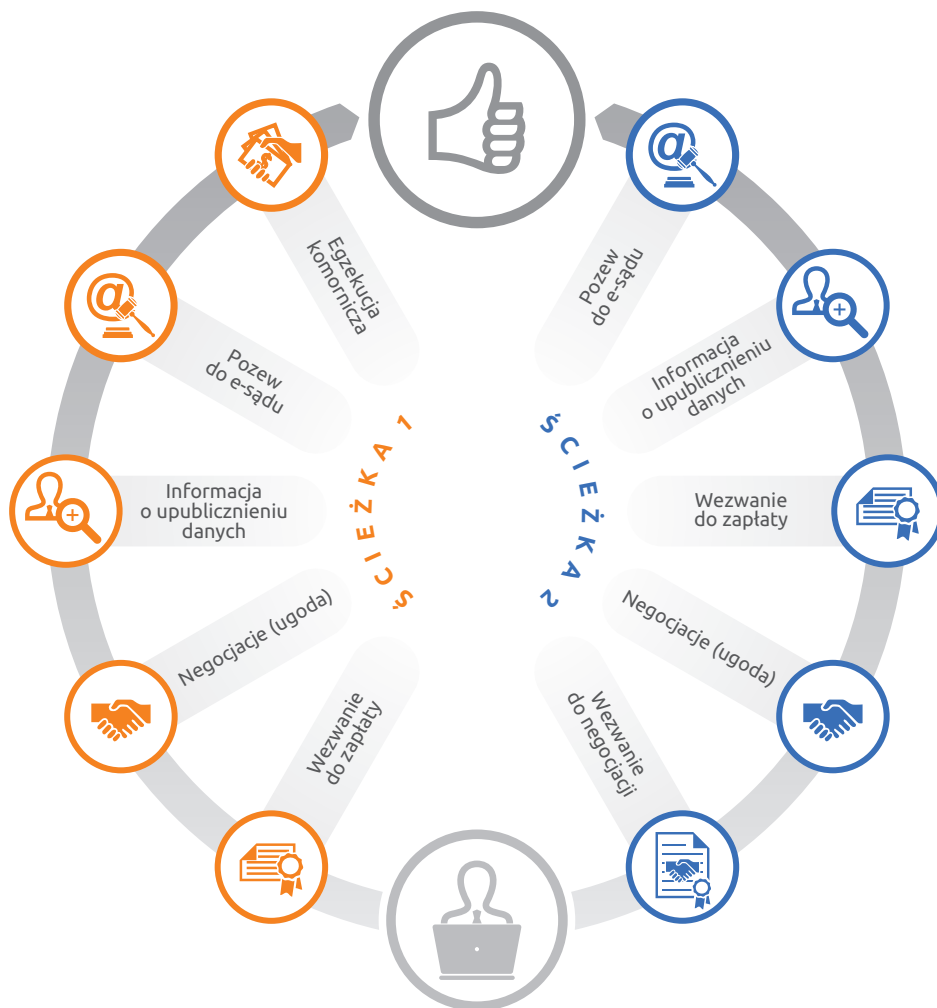 Egzekucja
komornicza
Pozew
do e-sądu
Informacja
o upublicznieniu
danych
Negocjacje (ugoda)
Wezwanie
do zapłaty
ŚCIEŻKA 1
ŚCIEŻKA 2
Pozew
do e-sądu
Informacja
o upublicznieniu
danych
Wezwanie
do zapłaty
Negocjacje (ugoda)
Wezwanie
do negocjacji